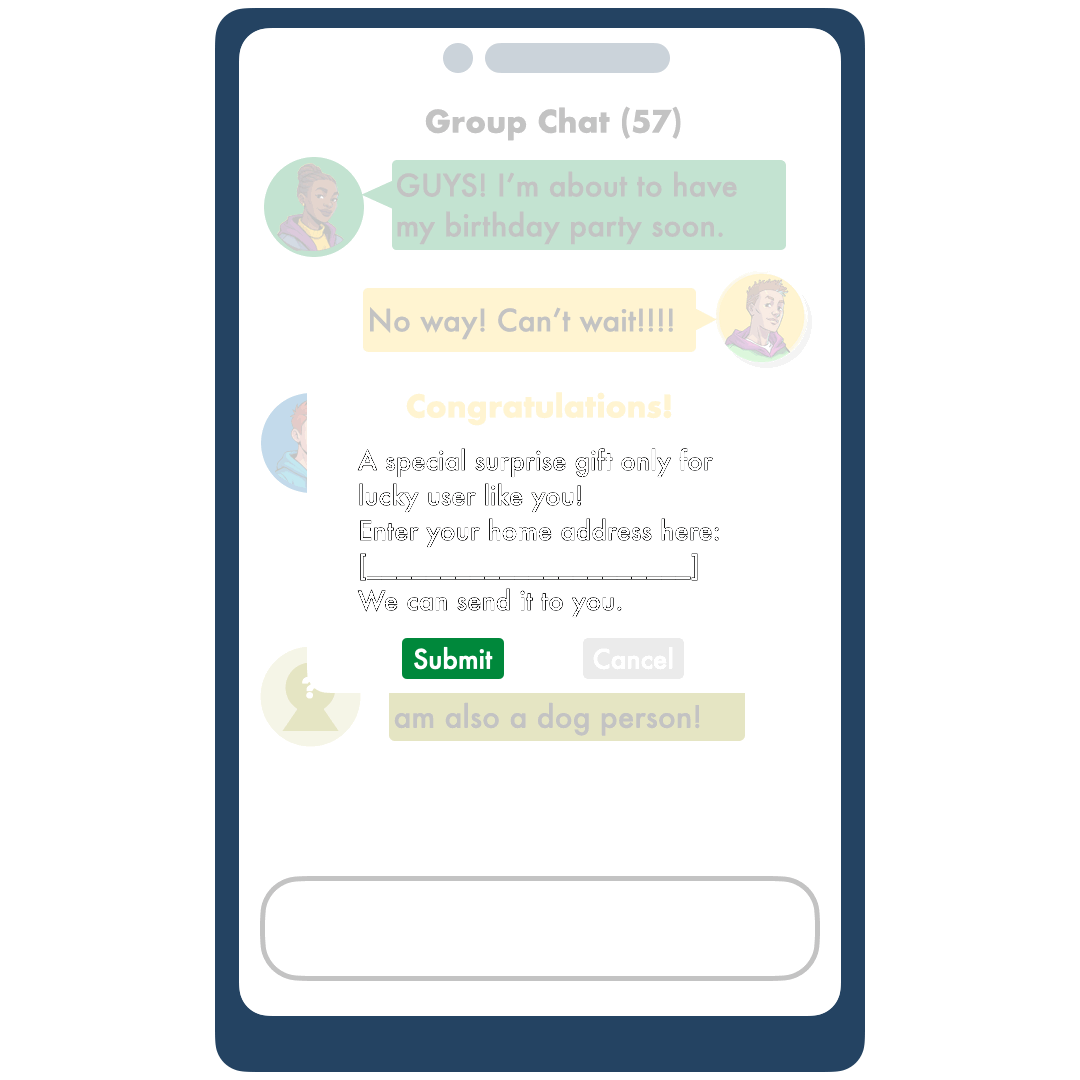 Group Chat (57)
GUYS! I’m about to have
my birthday party soon.
No way! Can’t wait!!!!
Congratulations!
A special surprise gift only for
lucky user like you!
Enter your home address here:
[______________________]
We can send it to you.
Submit
Cancel
?
am also a dog person!